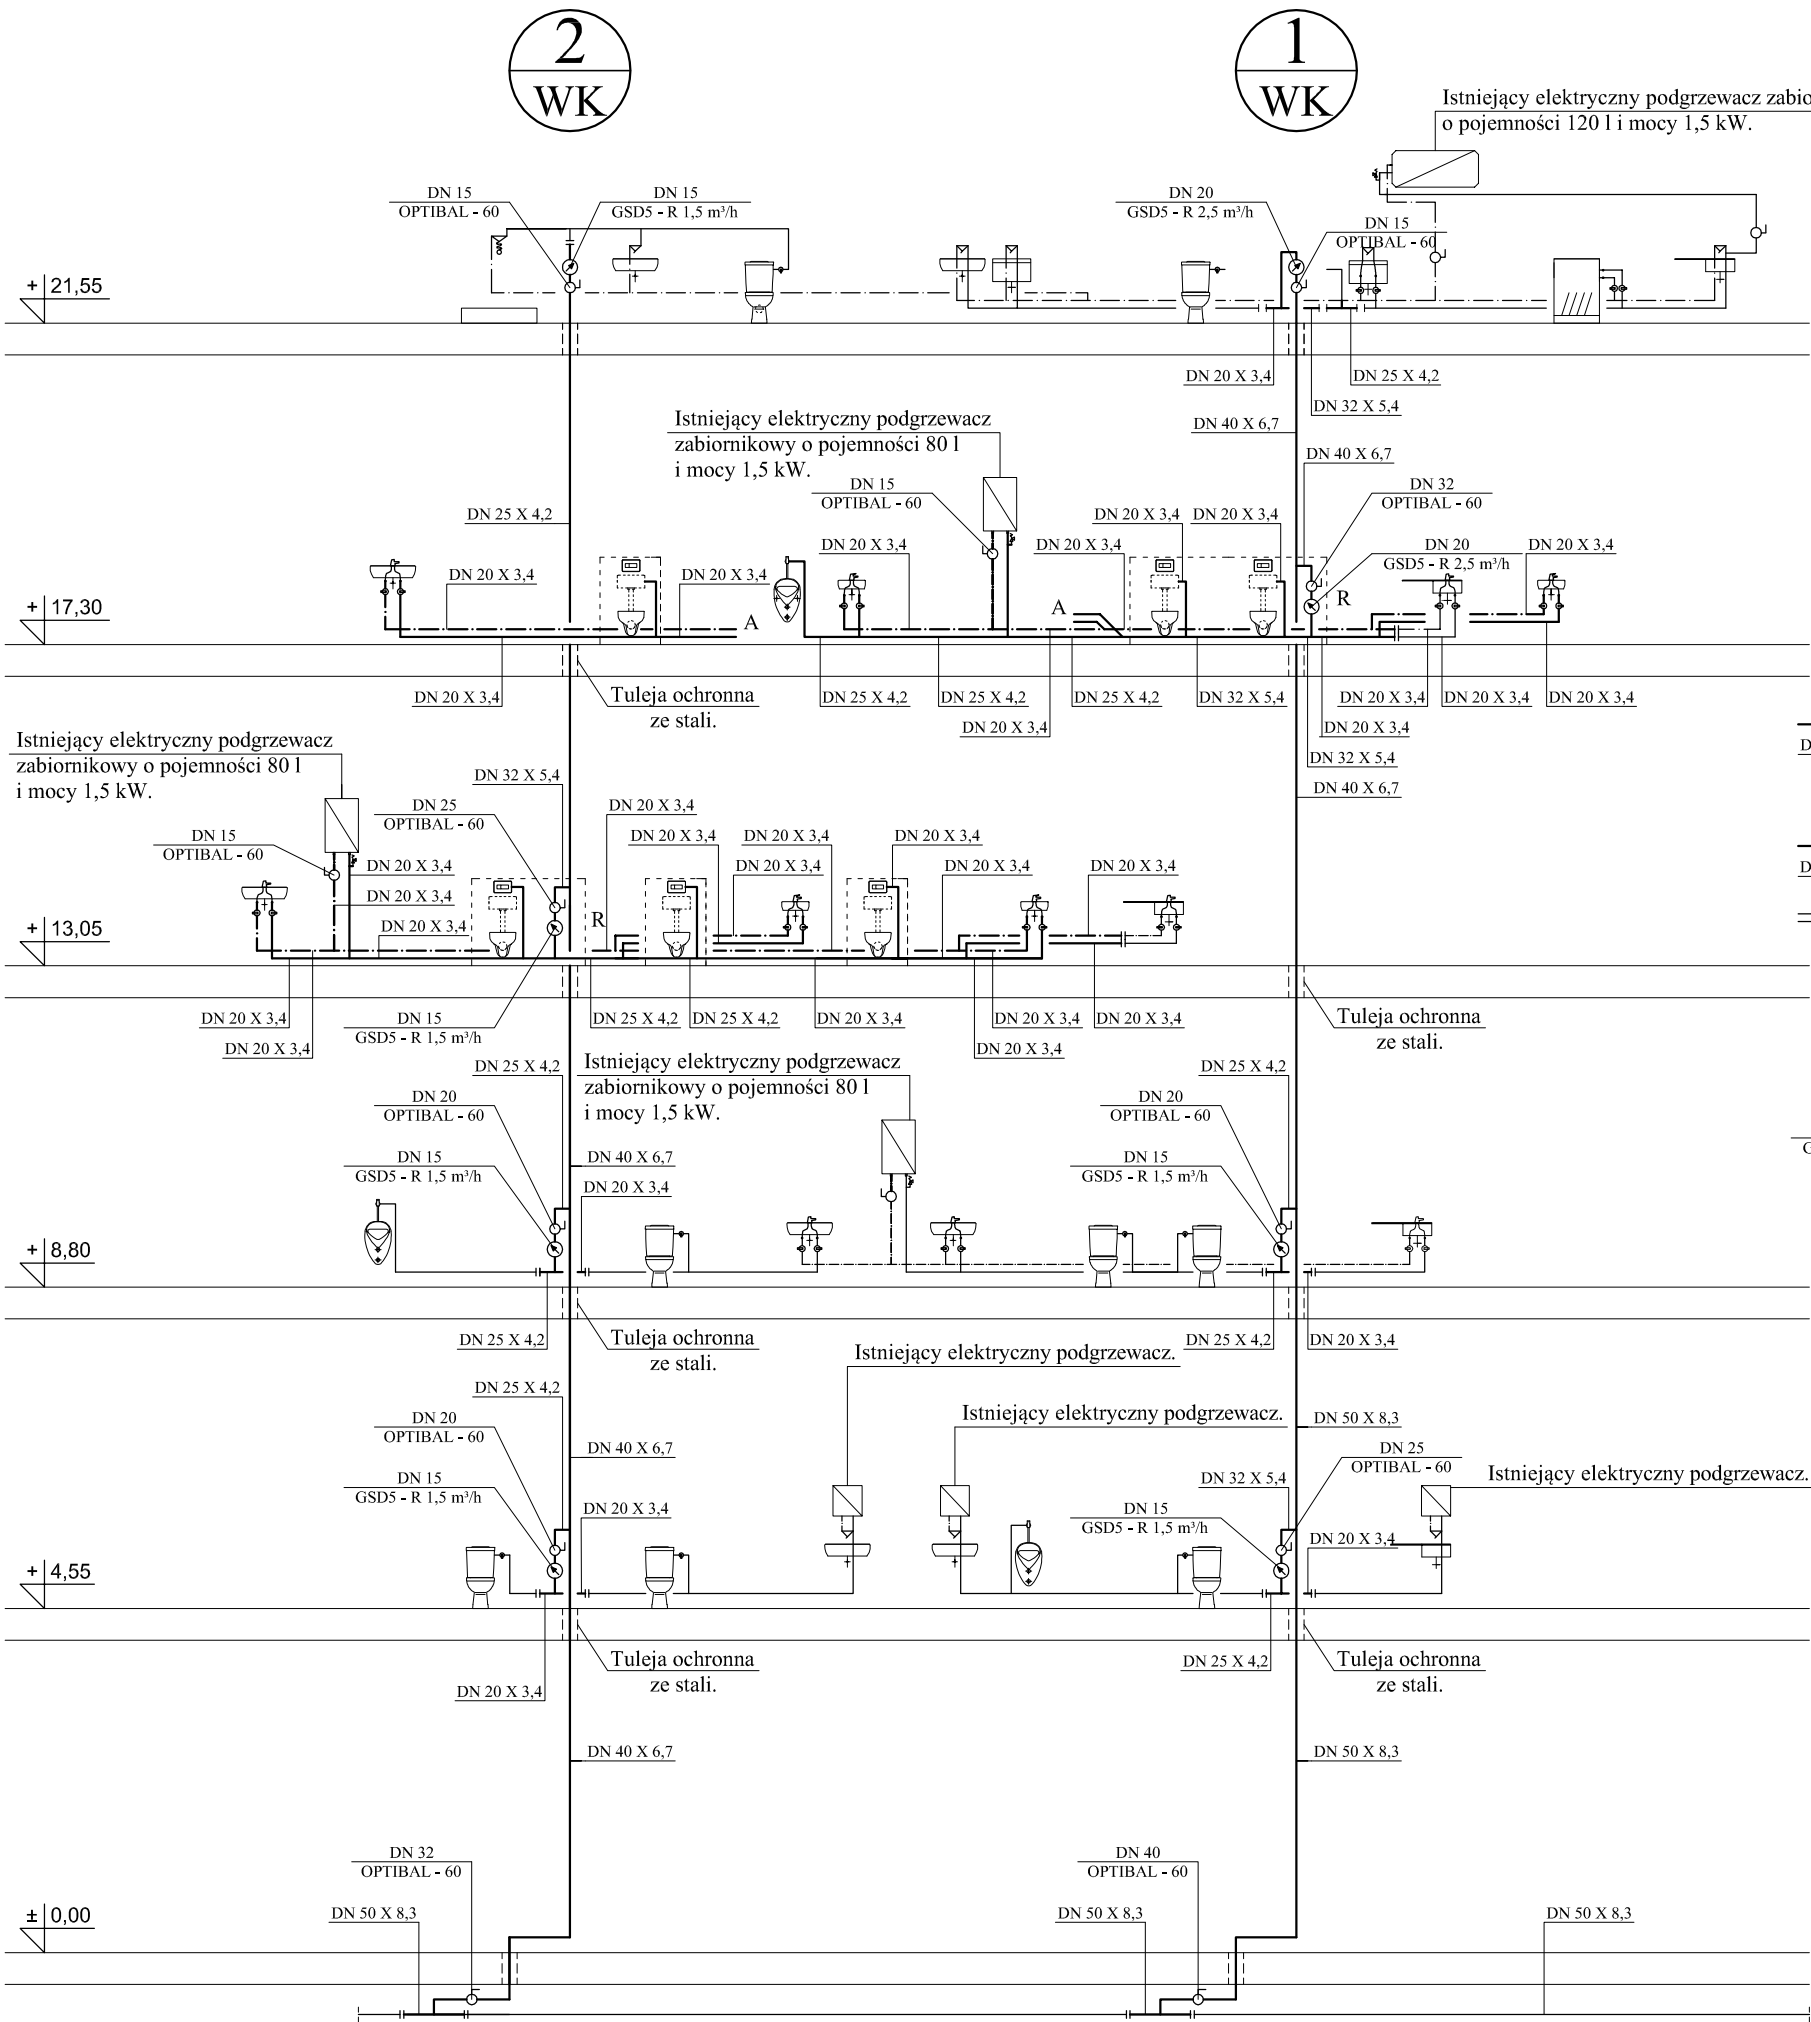 2
WK
1
WK
Istniejący elektryczny podgrzewacz
o pojemności 120 l i mocy 1,5 kW.
DN 15
OPTIBAL - 60
DN 15
GSD5 - R 1,5 m³/h
DN 20
GSD5 - R 2,5 m³/h
DN 15
OPTIBAL - 60
+ 21,55
DN 20 X 3,4
DN 25 X 4,2
DN 32 X 5,4
Istniejący elektryczny podgrzewacz
zabiornikowy o pojemności 80 l
i mocy 1,5 kW.
DN 40 X 6,7
DN 40 X 6,7
DN 15
OPTIBAL - 60
DN 32
OPTIBAL - 60
DN 25 X 4,2
DN 20 X 3,4
DN 20 X 3,4
DN 20 X 3,4
DN 20 X 3,4
DN 20
GSD5 - R 2,5 m³/h
DN 20 X 3,4
DN 20 X 3,4
DN 20 X 3,4
+ 17,30
A
A
R
DN 20 X 3,4
Tuleja ochronna
ze stali.
DN 25 X 4,2
DN 25 X 4,2
DN 25 X 4,2
DN 32 X 5,4
DN 20 X 3,4
DN 20 X 3,4
DN 20 X 3,4
DN 20 X 3,4
DN 20 X 3,4
DN 32 X 5,4
DN 40 X 6,7
Istniejący elektryczny podgrzewacz
zabiornikowy o pojemności 80 l
i mocy 1,5 kW.
DN 32 X 5,4
DN 25
OPTIBAL - 60
DN 20 X 3,4
DN 15
OPTIBAL - 60
DN 20 X 3,4
DN 20 X 3,4
DN 20 X 3,4
DN 20 X 3,4
DN 20 X 3,4
DN 20 X 3,4
DN 20 X 3,4
DN 20 X 3,4
DN 20 X 3,4
DN 20 X 3,4
+ 13,05
R
DN 20 X 3,4
DN 20 X 3,4
DN 15
GSD5 - R 1,5 m³/h
DN 25 X 4,2
DN 25 X 4,2
DN 20 X 3,4
DN 20 X 3,4
DN 20 X 3,4
DN 20 X 3,4
Tuleja ochronna
ze stali.
DN 25 X 4,2
Istniejący elektryczny podgrzewacz
zabiornikowy o pojemności 80 l
i mocy 1,5 kW.
DN 25 X 4,2
DN 20
OPTIBAL - 60
DN 20
OPTIBAL - 60
DN 15
GSD5 - R 1,5 m³/h
DN 40 X 6,7
DN 20 X 3,4
DN 15
GSD5 - R 1,5 m³/h
+ 8,80
DN 25 X 4,2
Tuleja ochronna
ze stali.
DN 25 X 4,2
DN 20 X 3,4
Istniejący elektryczny podgrzewacz.
DN 25 X 4,2
Istniejący elektryczny podgrzewacz.
DN 50 X 8,3
DN 20
OPTIBAL - 60
DN 40 X 6,7
DN 25
OPTIBAL - 60
Istniejący elektryczny podgrzewacz.
DN 15
GSD5 - R 1,5 m³/h
DN 32 X 5,4
DN 20 X 3,4
DN 15
GSD5 - R 1,5 m³/h
DN 20 X 3,4
+ 4,55
DN 20 X 3,4
Tuleja ochronna
ze stali.
DN 25 X 4,2
Tuleja ochronna
ze stali.
DN 40 X 6,7
DN 50 X 8,3
DN 32
OPTIBAL - 60
DN 40
OPTIBAL - 60
± 0,00
DN 50 X 8,3
DN 50 X 8,3
DN 50 X 8,3